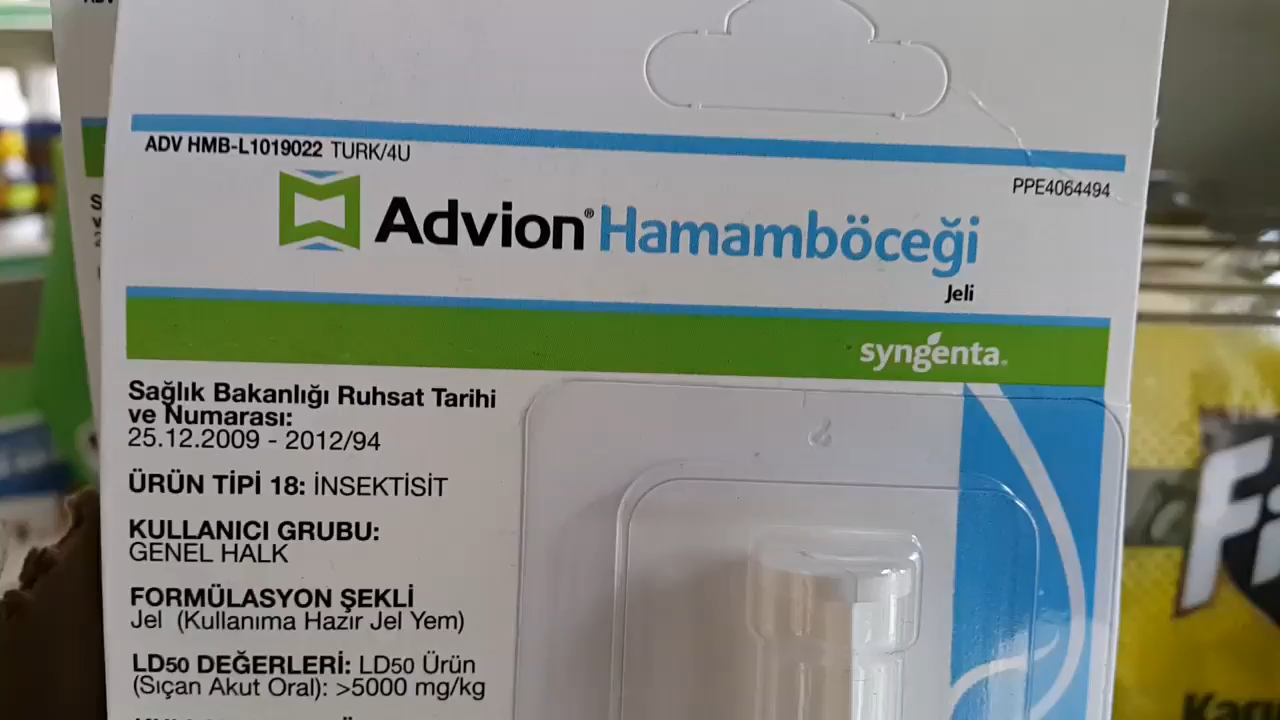 ADV HMB-L1019022 TURK/4U
PPE4064494
Advion® Hamamböceği
Jeli
syngenta
Sağlık Bakanlığı Ruhsat Tarihi
ve Numarası:
25.12.2009 - 2012/94
ÜRÜN TİPİ 18: İNSEKTİSİT
KULLANICI GRUBU:
GENEL HALK
FORMÜLASYON ŞEKLİ
Jel (Kullanıma Hazır Jel Yem)
LD50 DEĞERLERİ: LD50 Ürün
(Sıçan Akut Oral): >5000 mg/kg